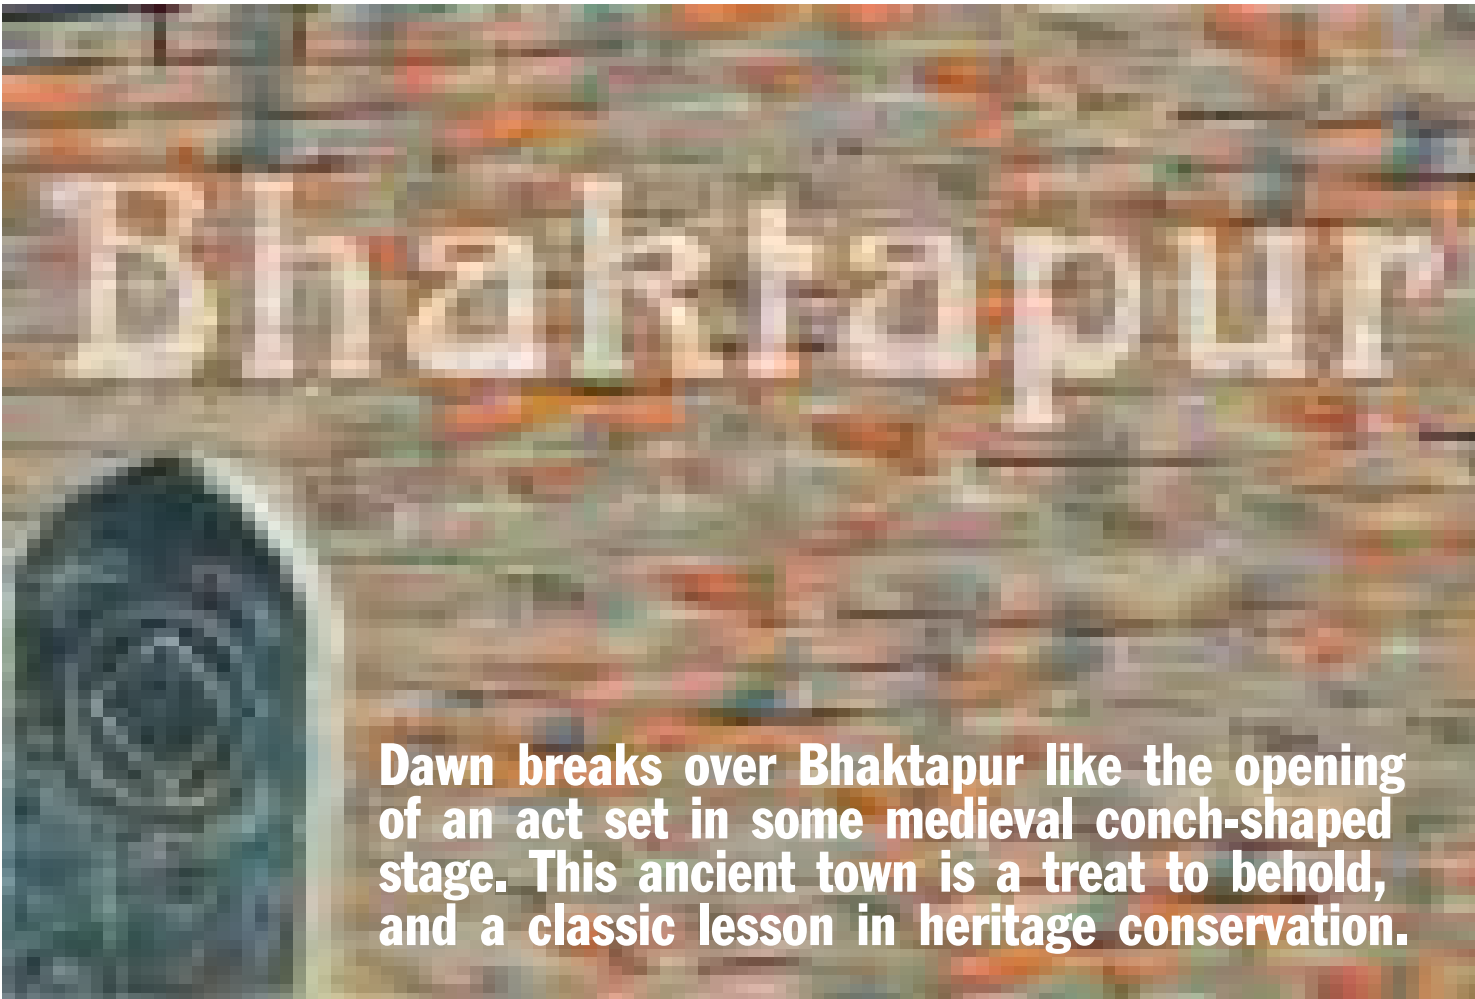 Bhaktapur
Dawn breaks over Bhaktapur like the opening
of an act set in some medieval conch-shaped
stage. This ancient town is a treat to behold,
and a classic lesson in heritage conservation.